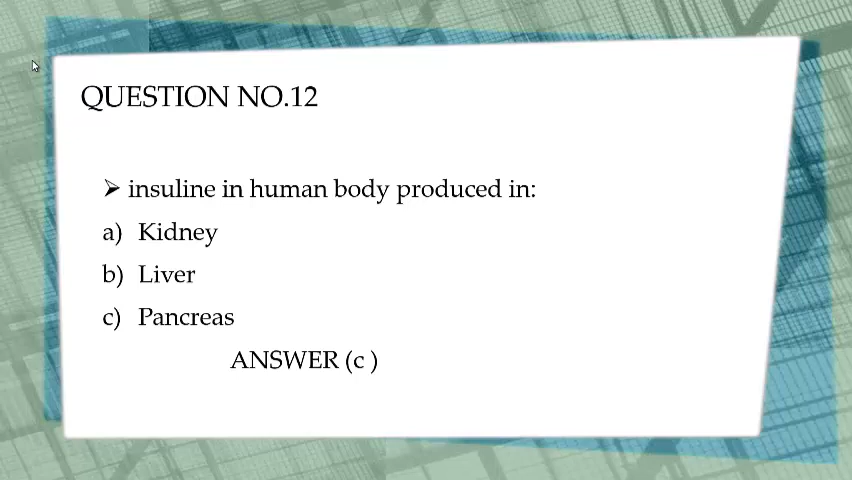 QUESTION NO.12
➢ insuline in human body produced in:
a) Kidney
b) Liver
c) Pancreas
ANSWER (c )